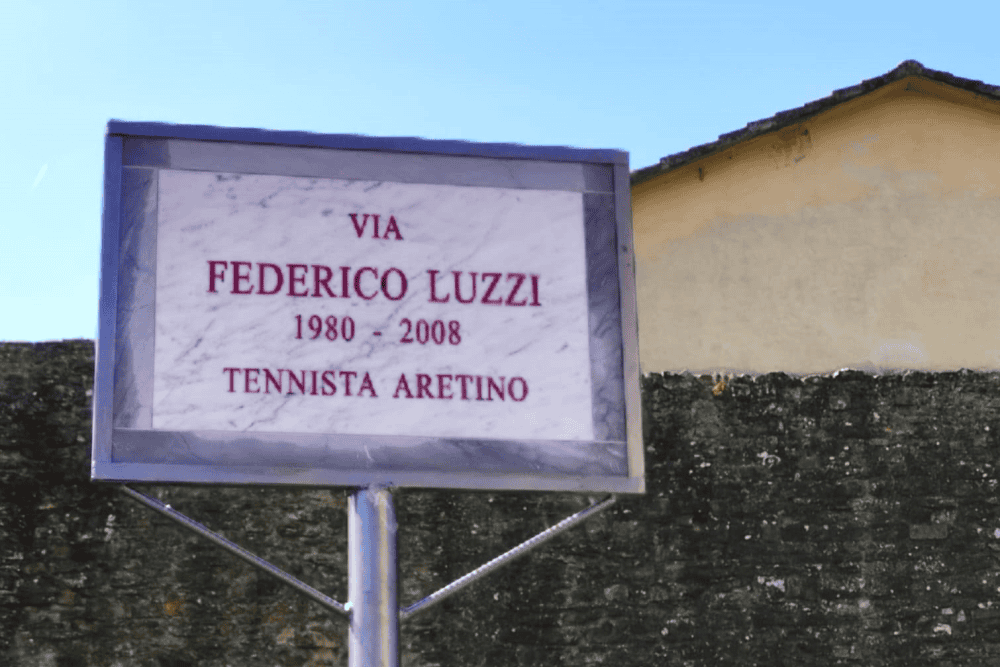 VIA
FEDERICO LUZZI
1980 - 2008
TENNISTA ARETINO